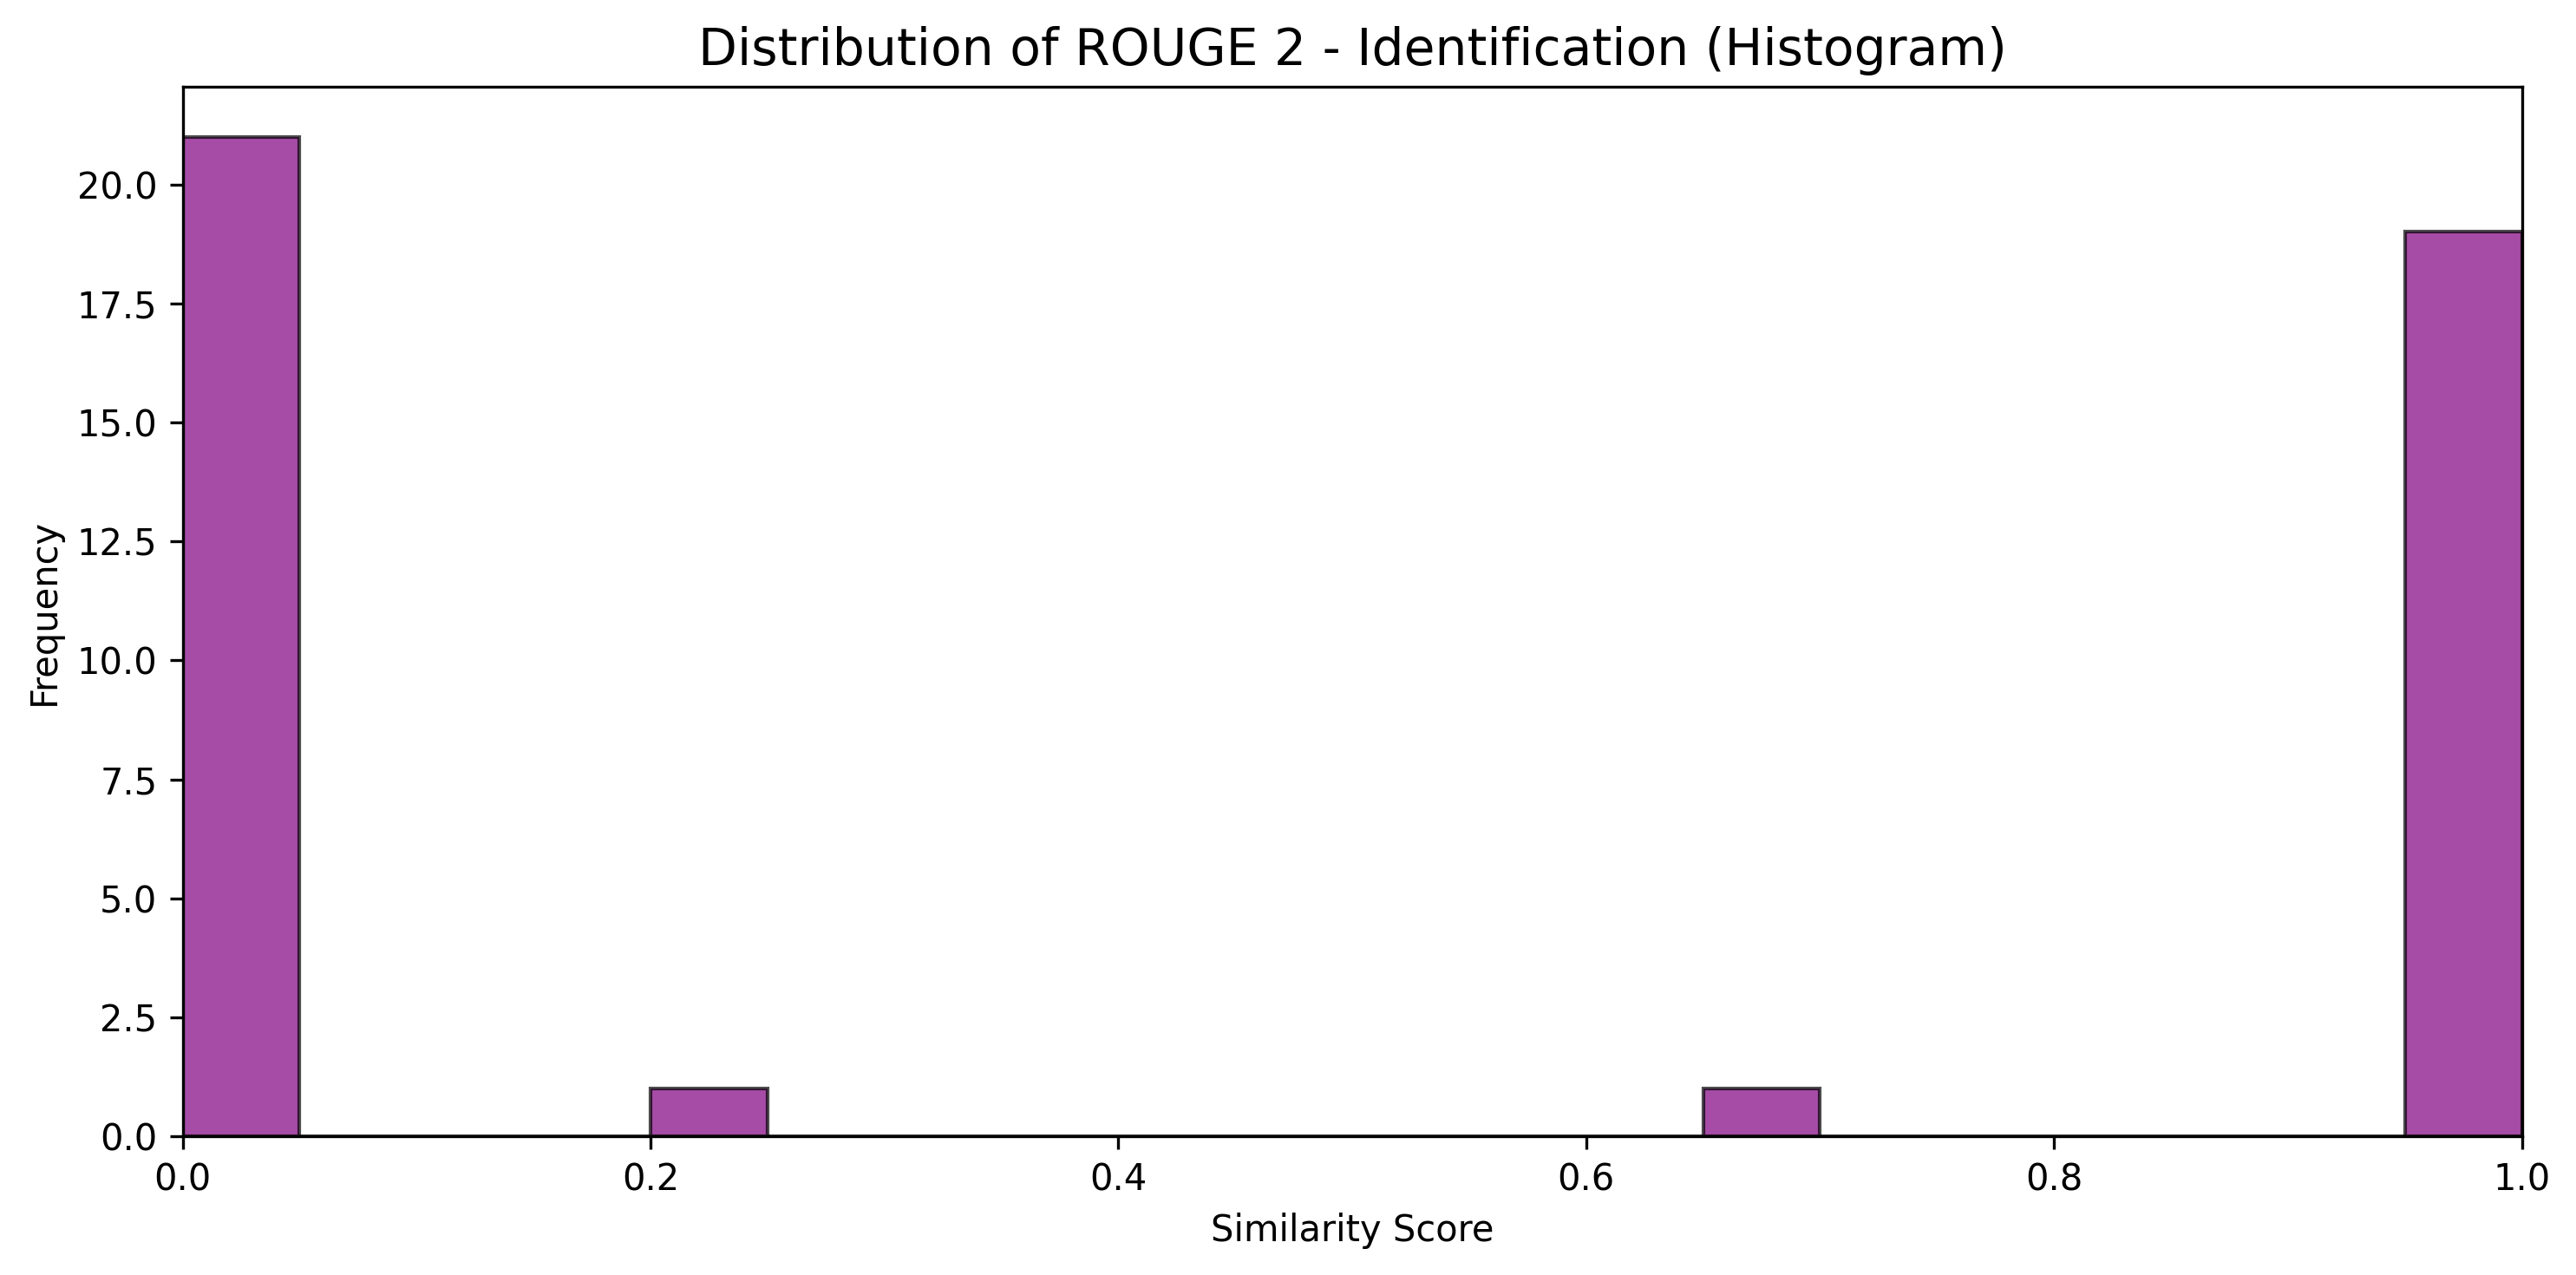 Distribution of ROUGE 2 - Identification (Histogram)
20.0
17.5
15.0
12.5
10.0
7.5
5.0
2.5
0.0
Frequency
0.0 0.2 0.4 0.6 0.8 1.0
Similarity Score